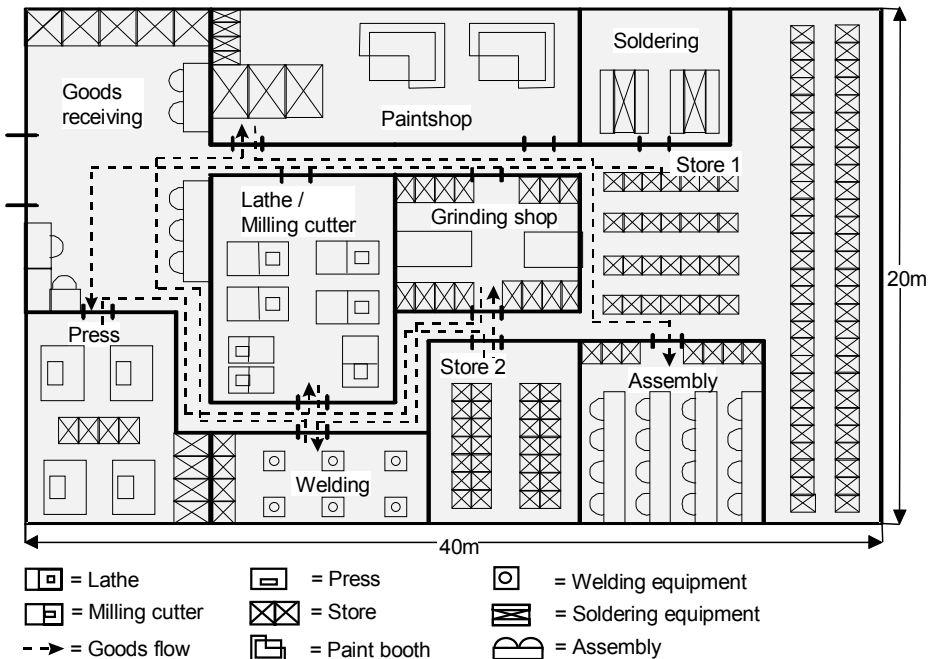 Soldering
Goods
receiving
Paintshop
Store 1
Lathe /
Milling cutter
Grinding shop
20m
Press
Store 2
Assembly
Welding
40m
= Lathe
= Press
= Welding equipment
= Milling cutter
= Store
= Soldering equipment
= Goods flow
= Paint booth
= Assembly